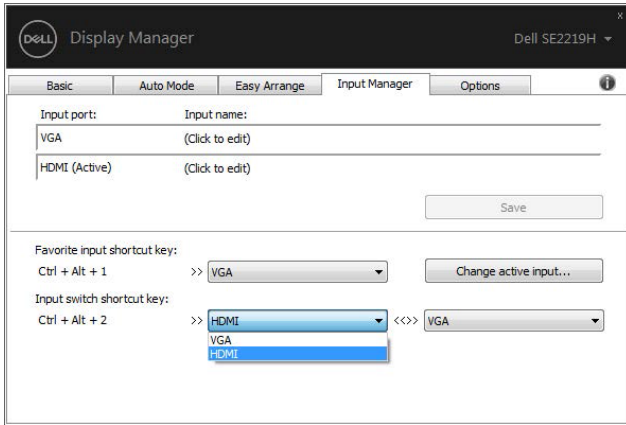 x
DELL Display Manager Dell SE2219H
Basic Auto Mode Easy Arrange Input Manager Options i
Input port: Input name:
VGA (Click to edit)
HDMI (Active) (Click to edit)
Save
Favorite input shortcut key:
Ctrl + Alt + 1 >> VGA Change active input...
Input switch shortcut key:
Ctrl + Alt + 2 >> HDMI <<>> VGA
VGA
HDMI